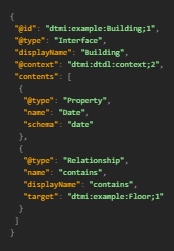 {
"@id": "dtmi:example:Building;1",
"@type": "Interface",
"displayName": "Building",
"@context": "dtmi:dtdl:context;2",
"contents": [
{
"@type": "Property",
"name": "Date",
"schema": "date"
},
{
"@type": "Relationship",
"name": "contains",
"displayName": "contains",
"target": "dtmi:example:Floor;1"
}
]
}